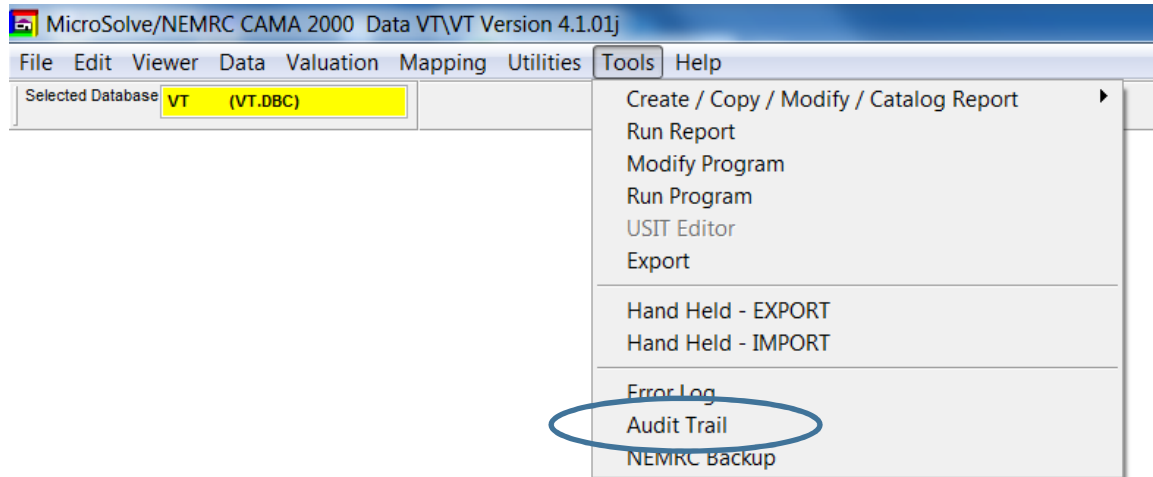 MicroSolve/NEMRC CAMA 2000 Data VT\VT Version 4.1.01j
File Edit Viewer Data Valuation Mapping Utilities Tools Help
Selected Database VT (VT.DBC)
Create / Copy / Modify / Catalog Report
Run Report
Modify Program
Run Program
USIT Editor
Export
Hand Held - EXPORT
Hand Held - IMPORT
Error Log
Audit Trail
NEMRC Backup